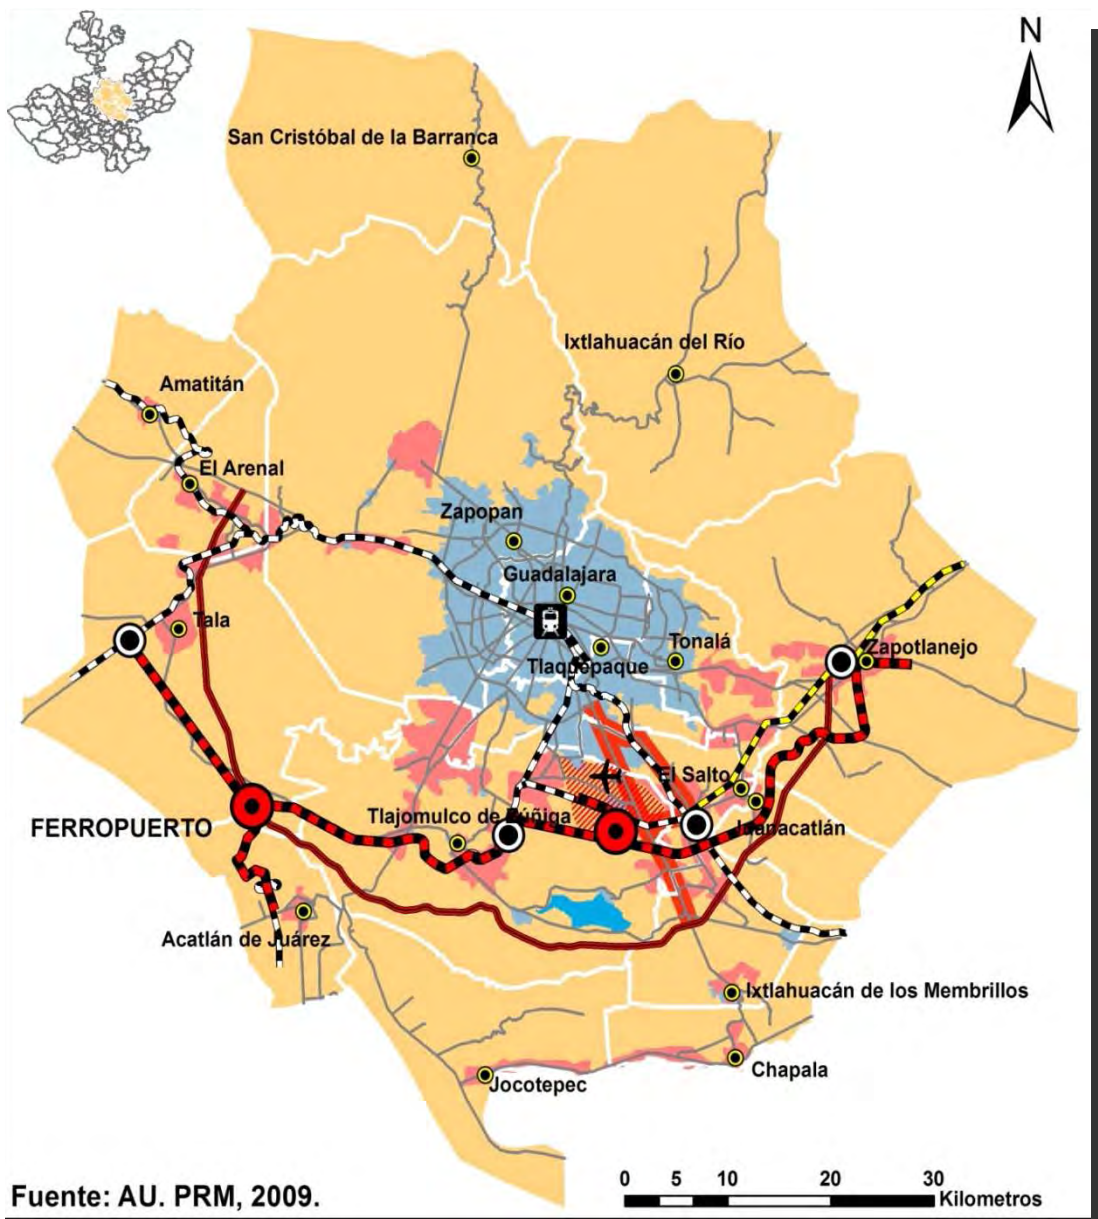 N
San Cristóbal de la Barranca
Ixtlahuacán del Río
Amatitán
El Arenal
Zapopan
Guadalajara
Tala
Tonalá
Tlaquepaque
Zapotlanejo
El Salto
FERROPUERTO
Tlajomulco de Zúñiga
Juanacatlán
Acatlán de Juárez
Ixtlahuacán de los Membrillos
Chapala
Jocotepec
0 5 10 20 30
Kilometros
Fuente: AU. PRM, 2009.